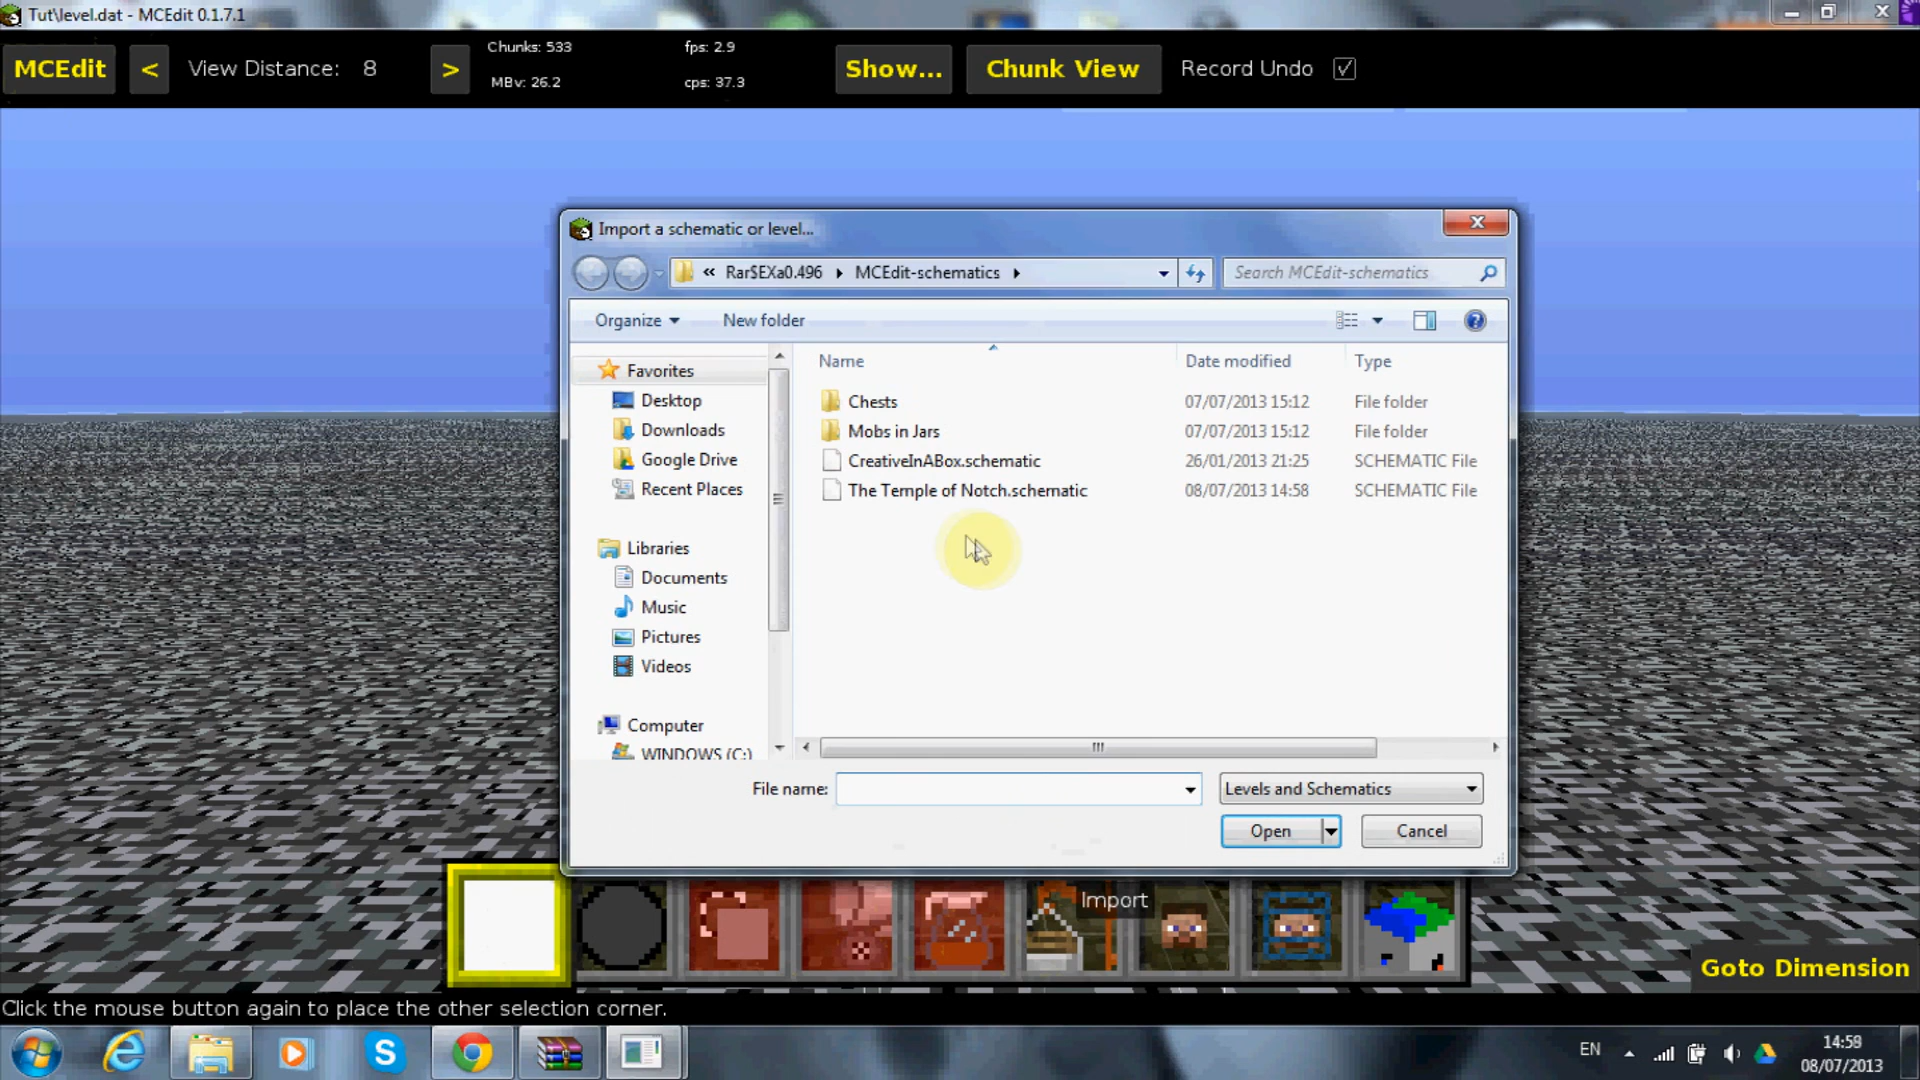 Tut\level.dat - MCEdit 0.1.7.1
MCEdit < View Distance: 8 > Chunks: 533 fps: 2.9 Show... Chunk View Record Undo
MBv: 26.2 cps: 37.3
Import a schematic or level...
« Rar$EXa0.496 MCEdit-schematics Search MCEdit-schematics
Organize New folder
Name Date modified Type
Favorites
Desktop
Downloads
Google Drive
Recent Places
Libraries
Documents
Music
Pictures
Videos
Computer
WINDOWS (C:)
Chests 07/07/2013 15:12 File folder
Mobs in Jars 07/07/2013 15:12 File folder
CreativeInABox.schematic 26/01/2013 21:25 SCHEMATIC File
The Temple of Notch.schematic 08/07/2013 14:58 SCHEMATIC File
File name: Levels and Schematics
Open Cancel
Import
Goto Dimension
Click the mouse button again to place the other selection corner.
EN 14:58
08/07/2013